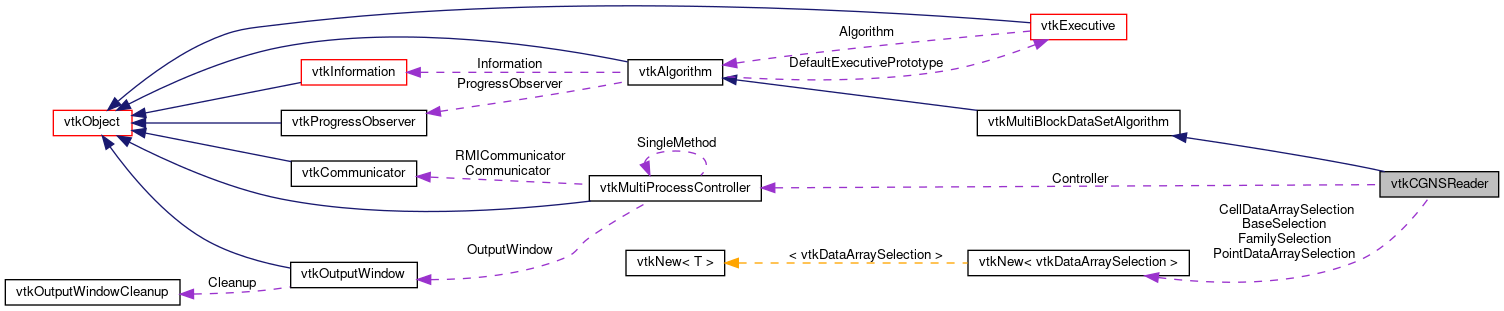 vtkExecutive
Algorithm
vtkInformation
Information
vtkAlgorithm
DefaultExecutivePrototype
ProgressObserver
vtkObject
vtkProgressObserver
vtkMultiBlockDataSetAlgorithm
SingleMethod
RMICommunicator
Communicator
vtkCommunicator
vtkMultiProcessController
Controller
vtkCGNSReader
CellDataArraySelection
BaseSelection
FamilySelection
PointDataArraySelection
OutputWindow
vtkNew< T >
< vtkDataArraySelection >
vtkNew< vtkDataArraySelection >
vtkOutputWindow
Cleanup
vtkOutputWindowCleanup